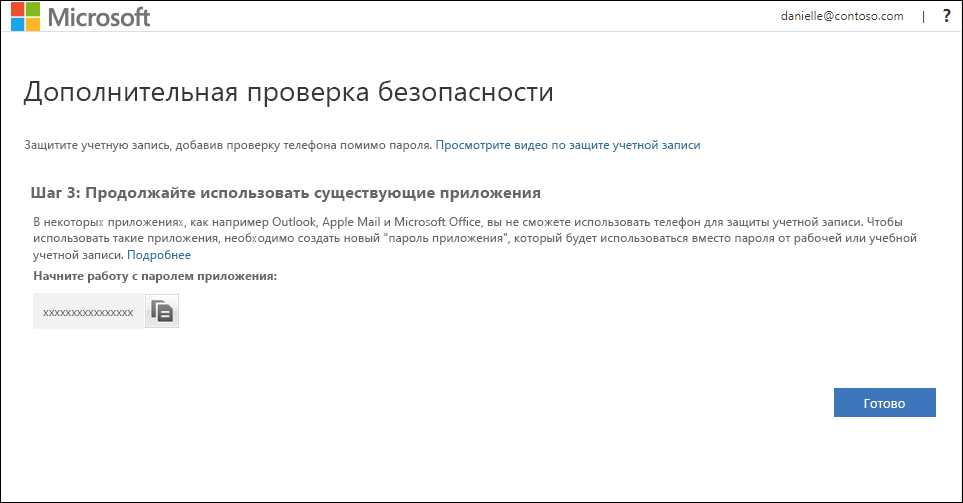 Microsoft
danielle@contoso.com | ?
Дополнительная проверка безопасности
Защитите учетную запись, добавив проверку телефона помимо пароля. Просмотрите видео по защите учетной записи
Шаг 3: Продолжайте использовать существующие приложения
В некоторых приложениях, как например Outlook, Apple Mail и Microsoft Office, вы не сможете использовать телефон для защиты учетной записи. Чтобы
использовать такие приложения, необходимо создать новый "пароль приложения", который будет использоваться вместо пароля от рабочей или учебной
учетной записи. Подробнее
Начните работу с паролем приложения:
xxxxxxxxxxxxxxxx
Готово